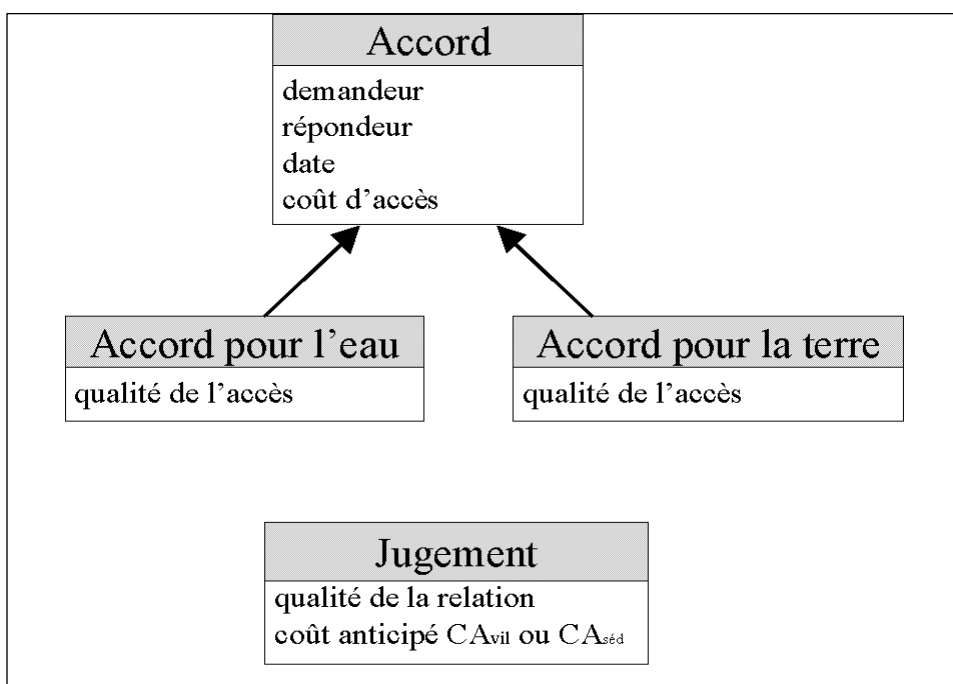 Accord
demandeur
répondeur
date
coût d’accès
Accord pour l’eau
qualité de l’accès
Accord pour la terre
qualité de l’accès
Jugement
qualité de la relation
coût anticipé CAvil ou CAséd